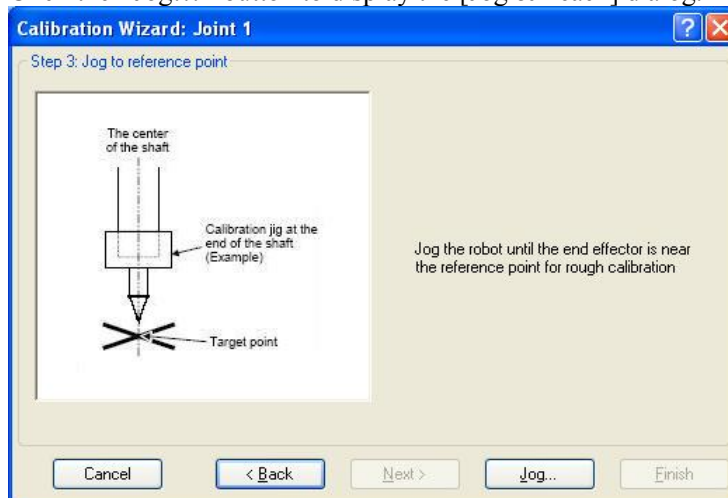 Calibration Wizard: Joint 1
Step 3: Jog to reference point
The center
of the shaft
Calibration jig at the
end of the shaft
(Example)
Target point
Jog the robot until the end effector is near
the reference point for rough calibration
Cancel
< Back
Next >
Jog...
Finish